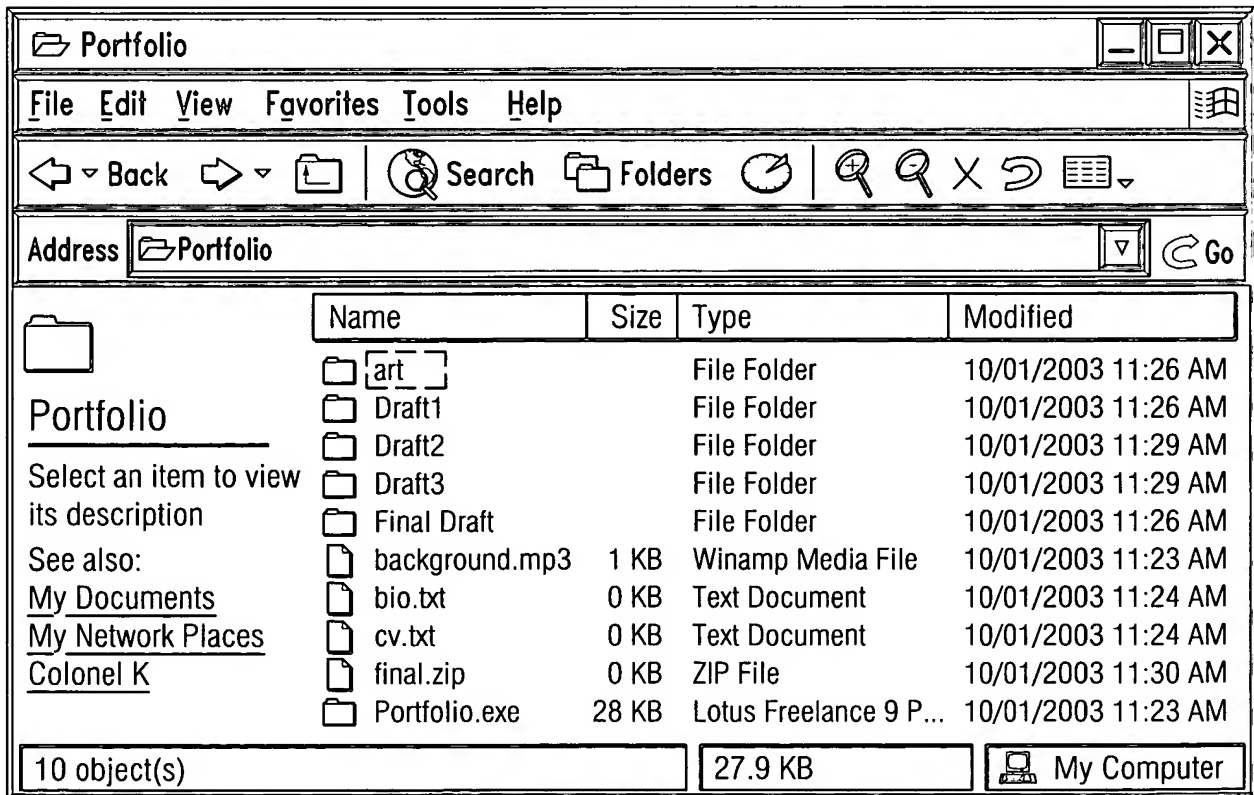 Portfolio
File Edit View Favorites Tools Help
Back Search Folders
Address Portfolio Go
Name Size Type Modified
art File Folder 10/01/2003 11:26 AM
Draft1 File Folder 10/01/2003 11:26 AM
Draft2 File Folder 10/01/2003 11:29 AM
Draft3 File Folder 10/01/2003 11:29 AM
Final Draft File Folder 10/01/2003 11:26 AM
background.mp3 1 KB Winamp Media File 10/01/2003 11:23 AM
bio.txt 0 KB Text Document 10/01/2003 11:24 AM
cv.txt 0 KB Text Document 10/01/2003 11:24 AM
final.zip 0 KB ZIP File 10/01/2003 11:30 AM
Portfolio.exe 28 KB Lotus Freelance 9 P... 10/01/2003 11:23 AM
Portfolio
Select an item to view
its description
See also:
My Documents
My Network Places
Colonel K
10 object(s) 27.9 KB My Computer